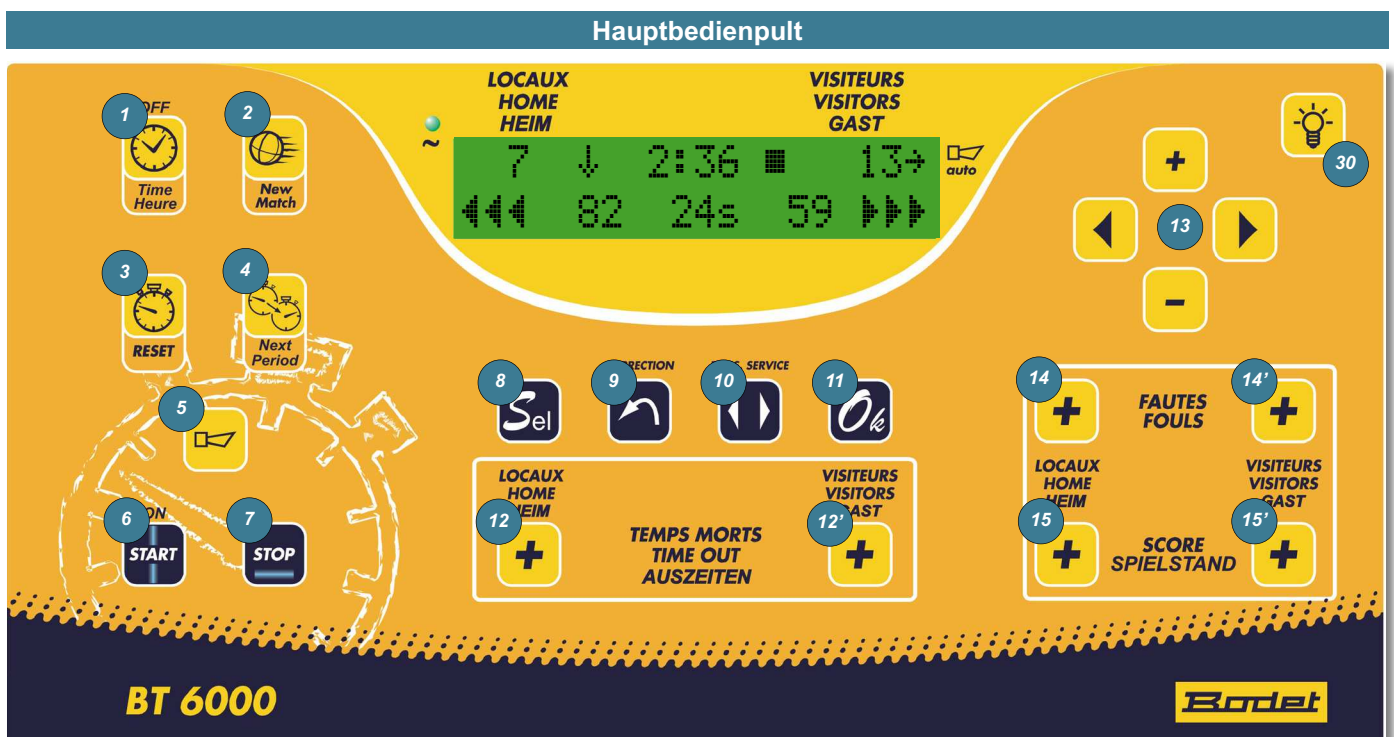 Hauptbedienpult
LOCAUX
HOME
HEIM
VISITEURS
VISITORS
GAST
7 ↓ 2:36 ■ 13→
82 24s 59
~
auto
OFF
1
Time
Heure
2
New
Match
3
RESET
4
Next
Period
5
6
ON
START
7
STOP
8
Sel
9
10
SERVICE
11
Ok
13
+
-
30
LOCAUX
HOME
HEIM
12
+
TEMPS MORTS
TIME OUT
AUSZEITEN
VISITEURS
VISITORS
GAST
12'
+
14
+
FAUTES
FOULS
14'
+
LOCAUX
HOME
HEIM
VISITEURS
VISITORS
GAST
15
+
SCORE
SPIELSTAND
15'
+
BT 6000
Bodet